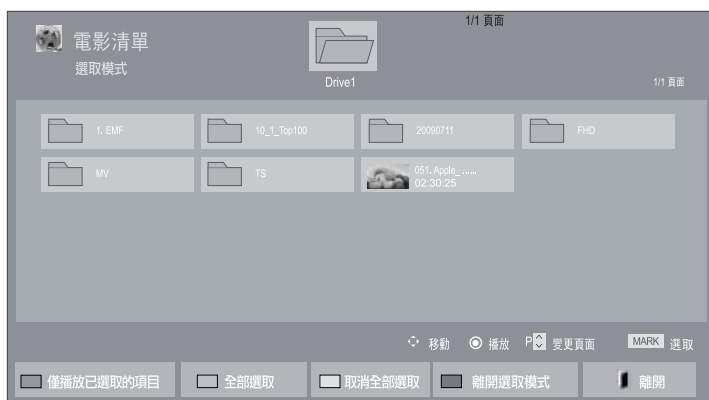 1/1 頁面
電影清單
選取模式
Drive1
1/1 頁面
1. EMF
10_1_Top100
20090711
FHD
MV
TS
051. Apple_ ......
02:30:25
移動 播放 P 變更頁面 MARK 選取
僅播放已選取的項目 全部選取 取消全部選取 離開選取模式 離開